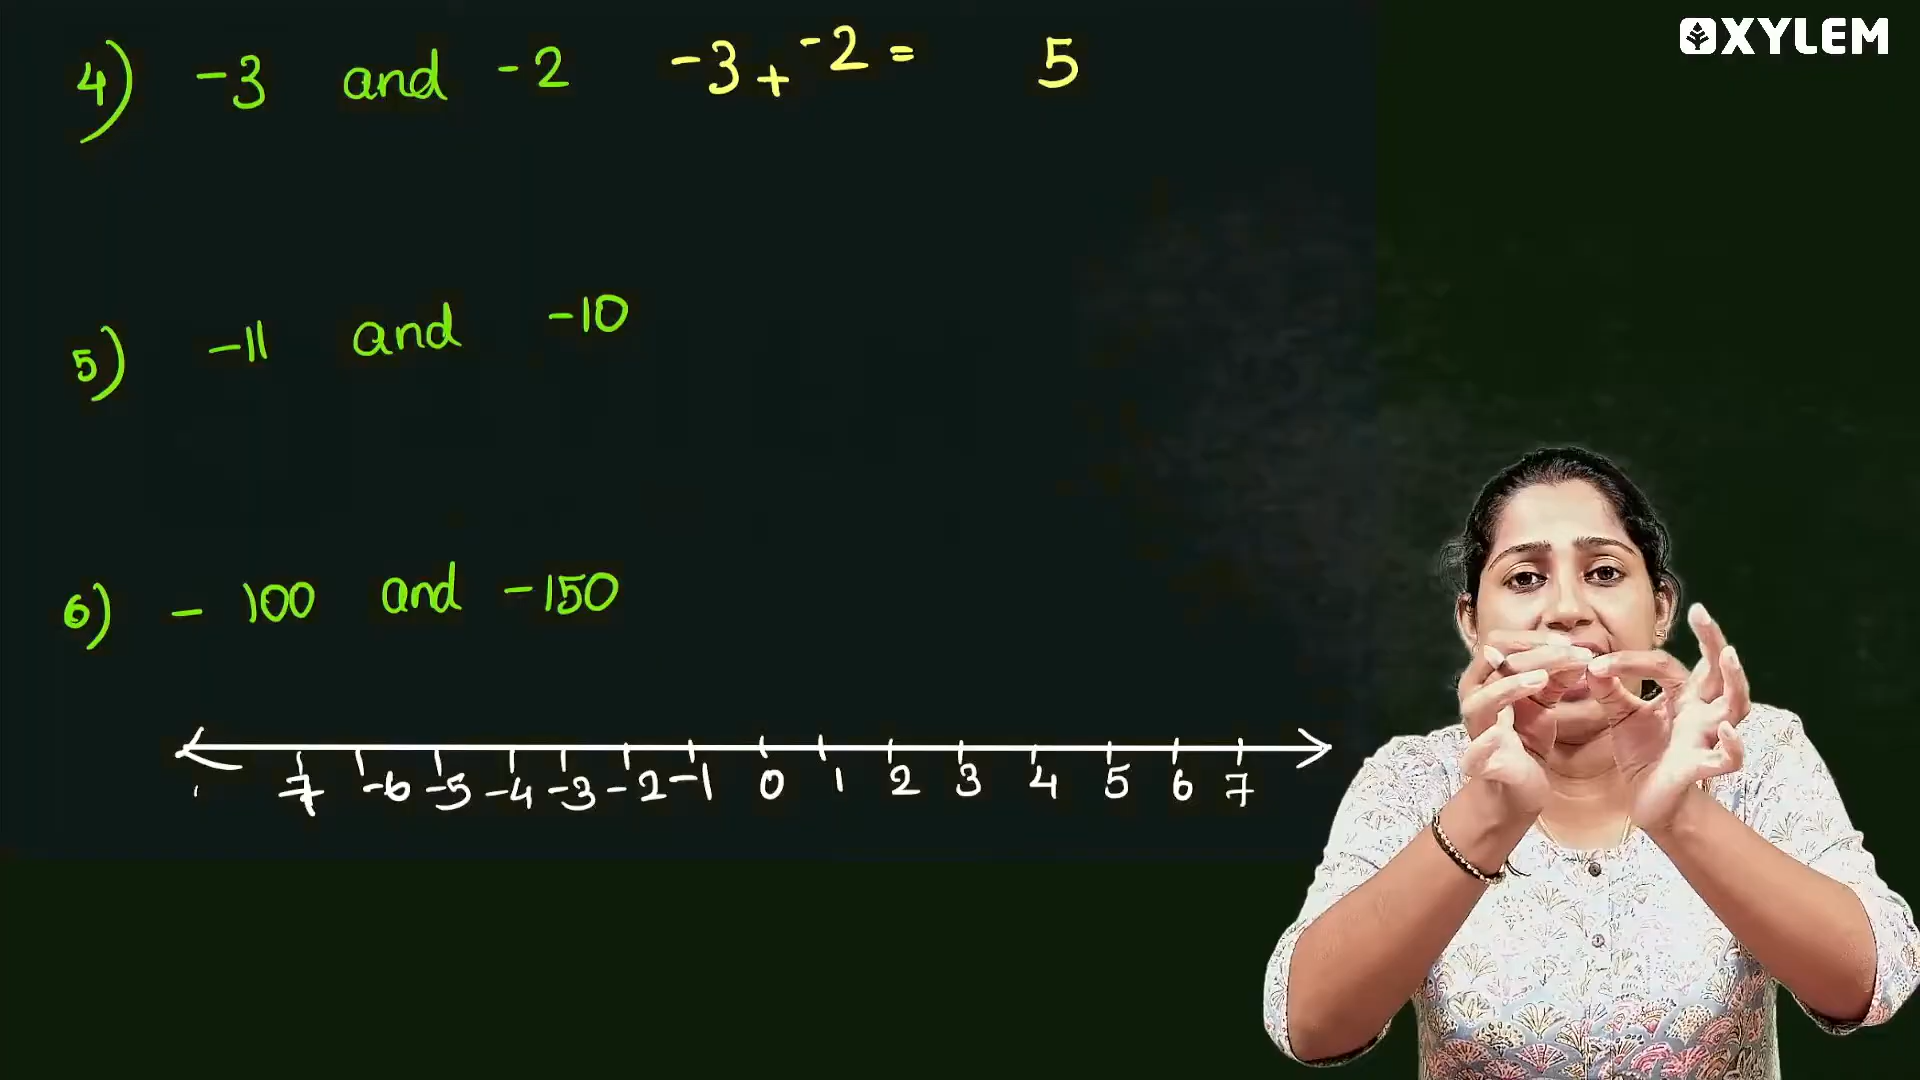 XYLEM
4) -3 and -2 -3 + -2 = 5
5) -11 and -10
6) - 100 and -150
7 -6 -5 -4 -3 -2 -1 0 1 2 3 4 5 6 7